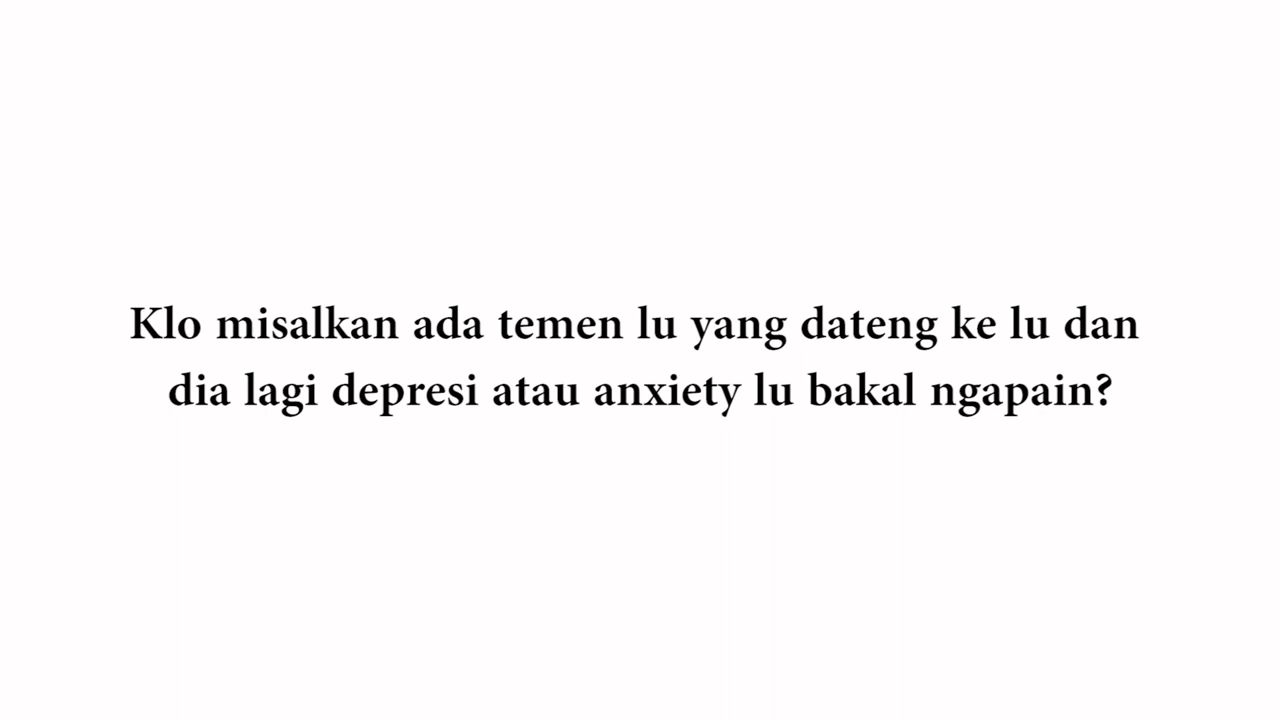 Klo misalkan ada temen lu yang dateng ke lu dan
dia lagi depresi atau anxiety lu bakal ngapain?